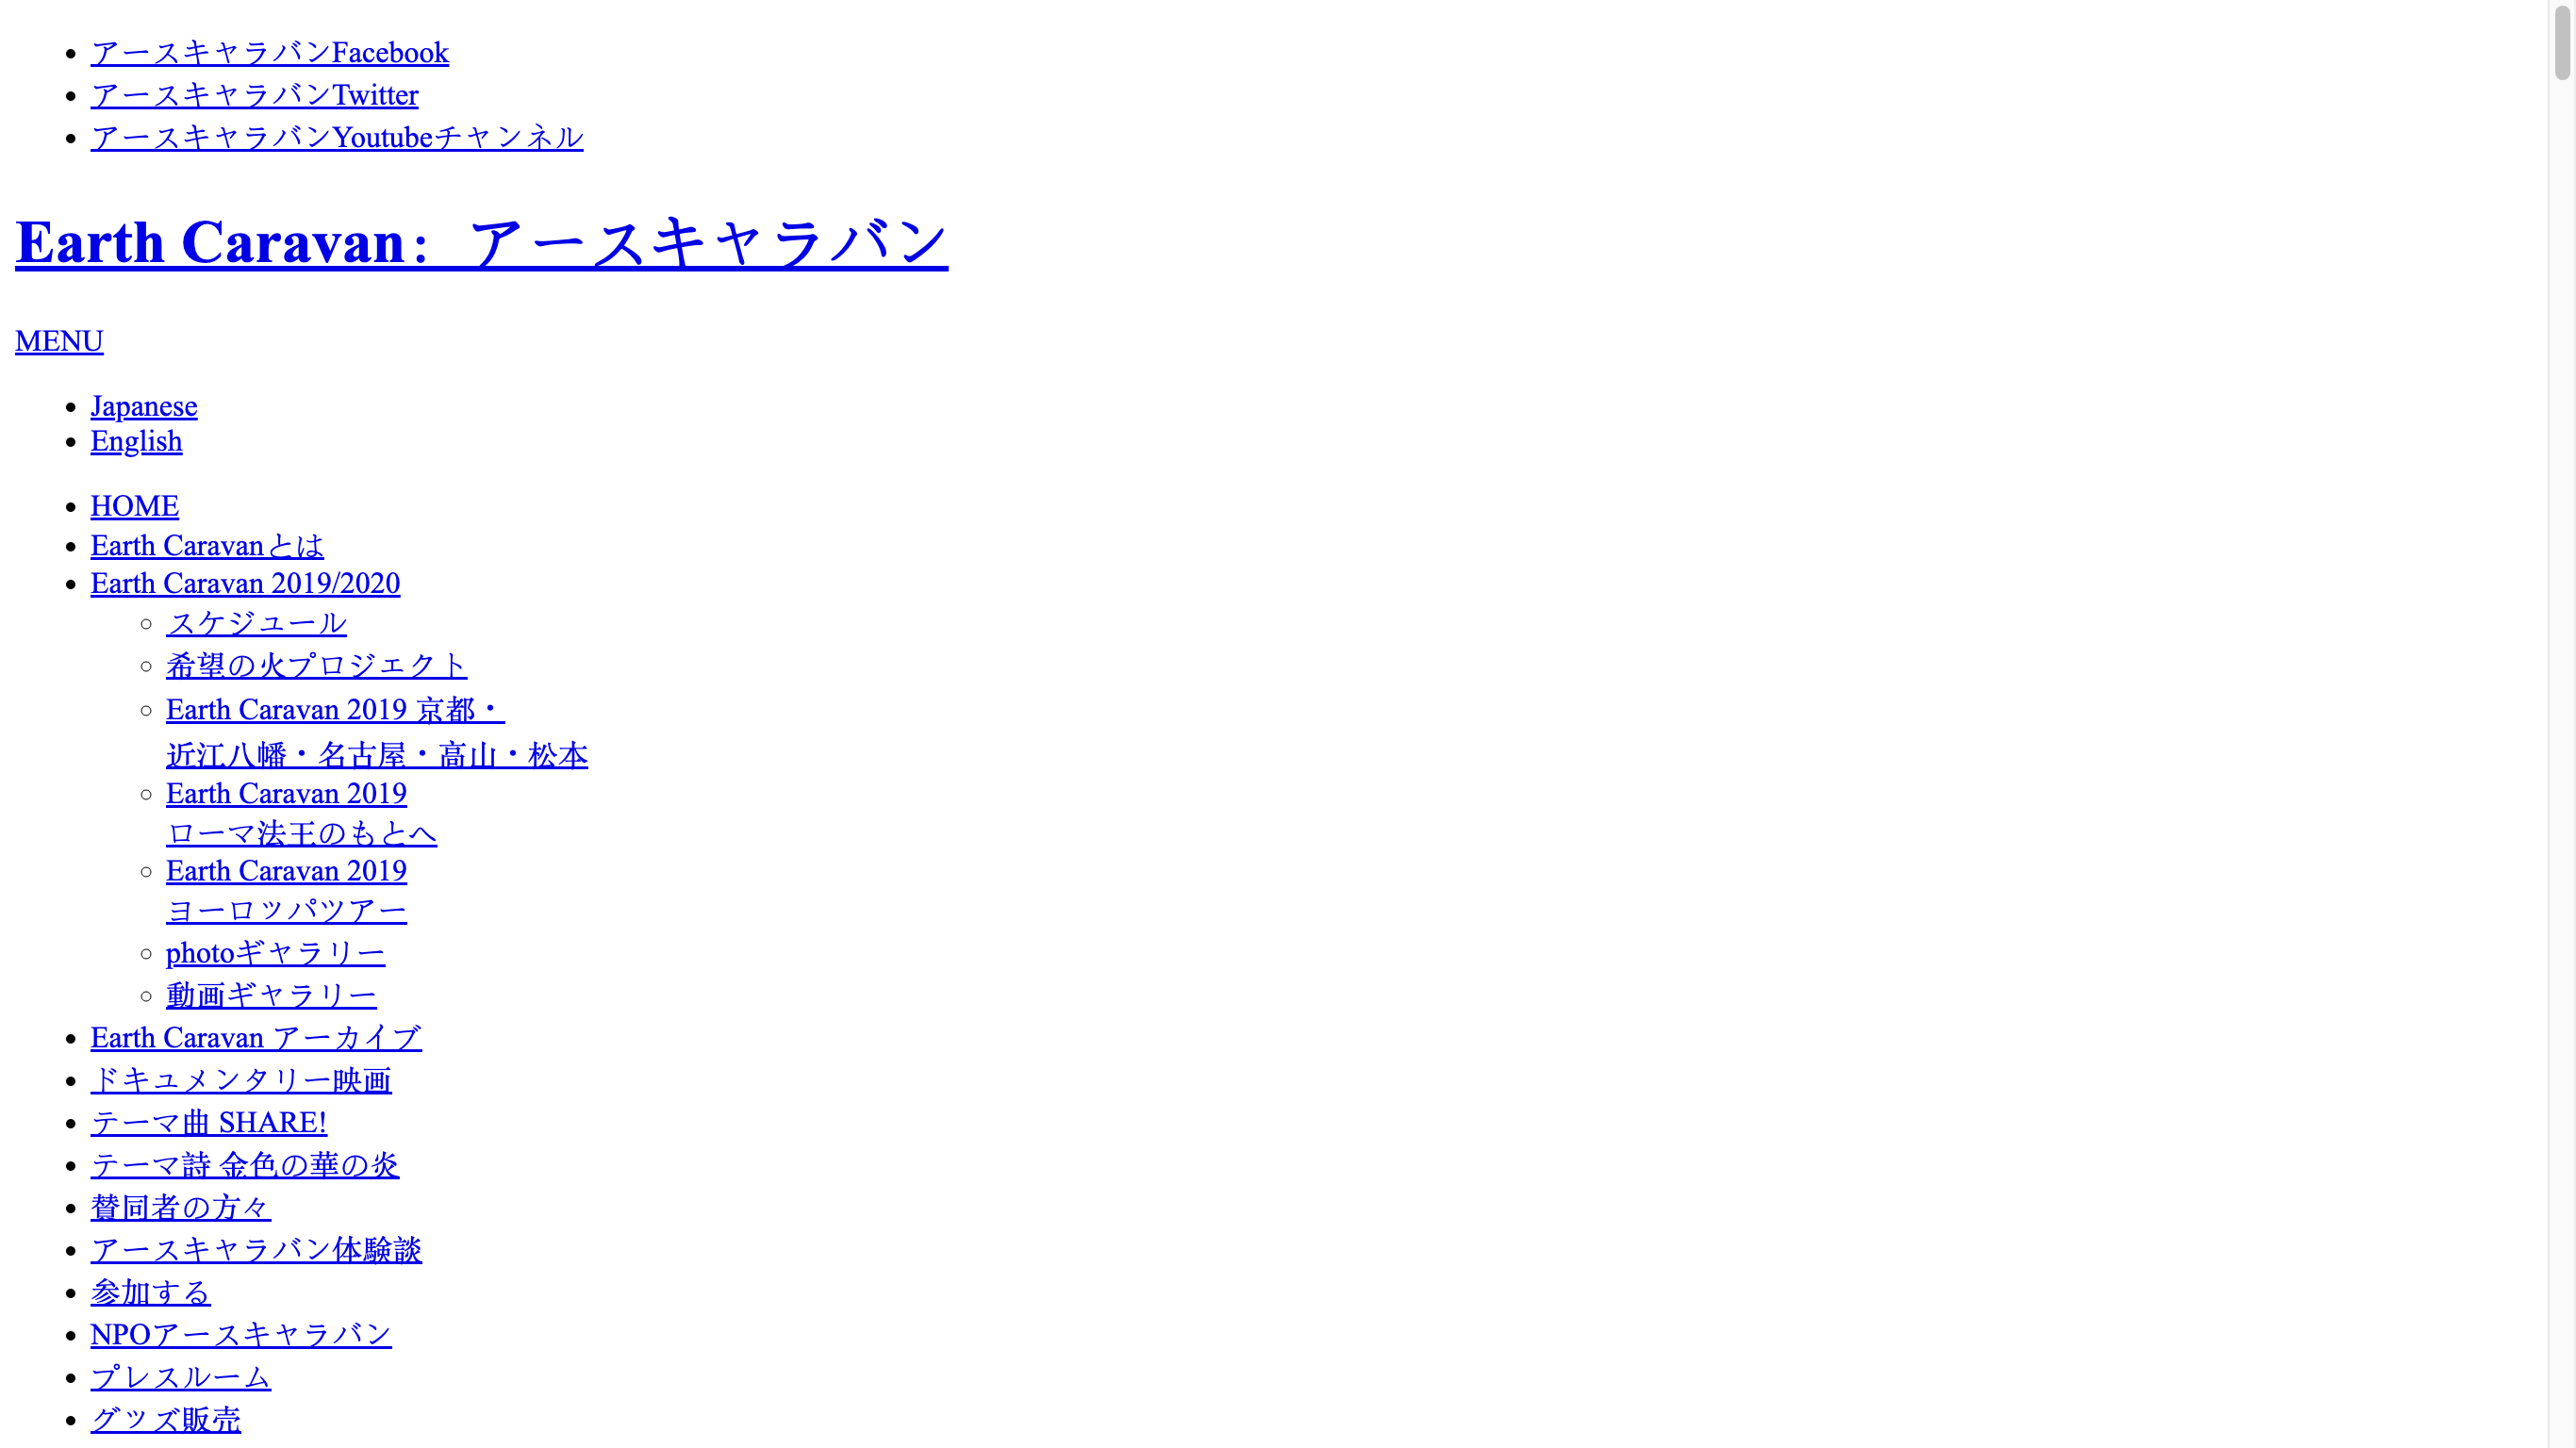 アースキャラバンFacebook
アースキャラバンTwitter
アースキャラバンYoutubeチャンネル
Earth Caravan：アースキャラバン
MENU
Japanese
English
HOME
Earth Caravanとは
Earth Caravan 2019/2020
スケジュール
希望の火プロジェクト
Earth Caravan 2019 京都・
近江八幡・名古屋・高山・松本
Earth Caravan 2019
ローマ法王のもとへ
Earth Caravan 2019
ヨーロッパツアー
photoギャラリー
動画ギャラリー
Earth Caravan アーカイブ
ドキュメンタリー映画
テーマ曲 SHARE!
テーマ詩 金色の華の炎
賛同者の方々
アースキャラバン体験談
参加する
NPOアースキャラバン
プレスルーム
グッズ販売